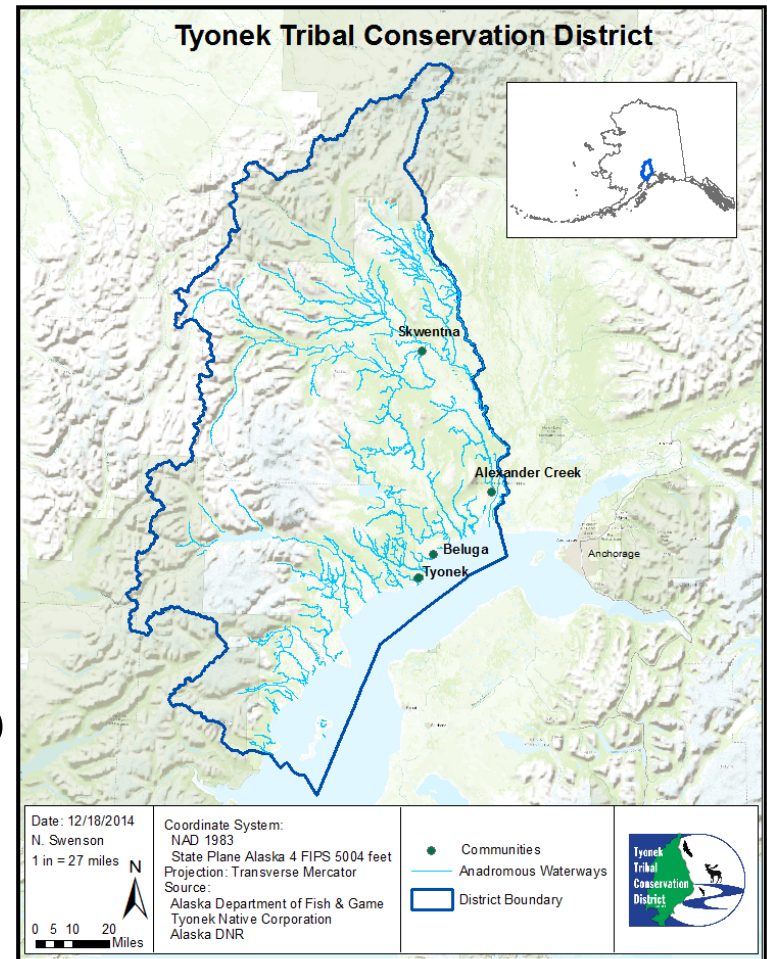 Tyonek Tribal Conservation District
Skwentna
Alexander Creek
Beluga
Tyonek
Anchorage
)
Date: 12/18/2014
N. Swenson
1 in = 27 miles
N
0 5 10 20
Miles
Coordinate System:
NAD 1983
State Plane Alaska 4 FIPS 5004 feet
Projection: Transverse Mercator
Source:
Alaska Department of Fish & Game
Tyonek Native Corporation
Alaska DNR
Communities
Anadromous Waterways
District Boundary
Tyonek
Tribal
Conservation
District